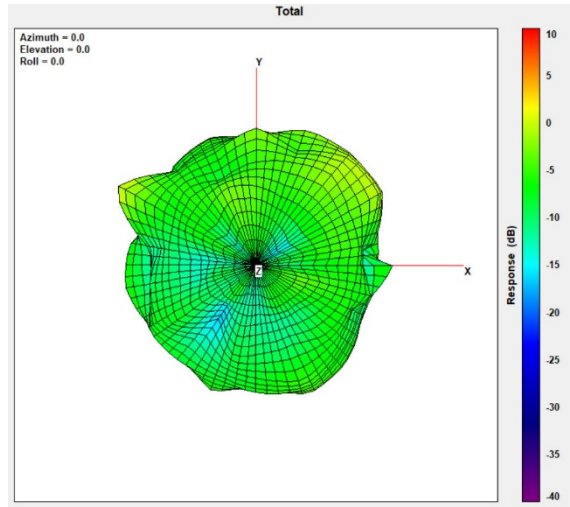 Total
Azimuth = 0.0
Elevation = 0.0
Roll = 0.0
Y
Z
X
Response (dB)
10
5
0
-5
-10
-15
-20
-25
-30
-35
-40